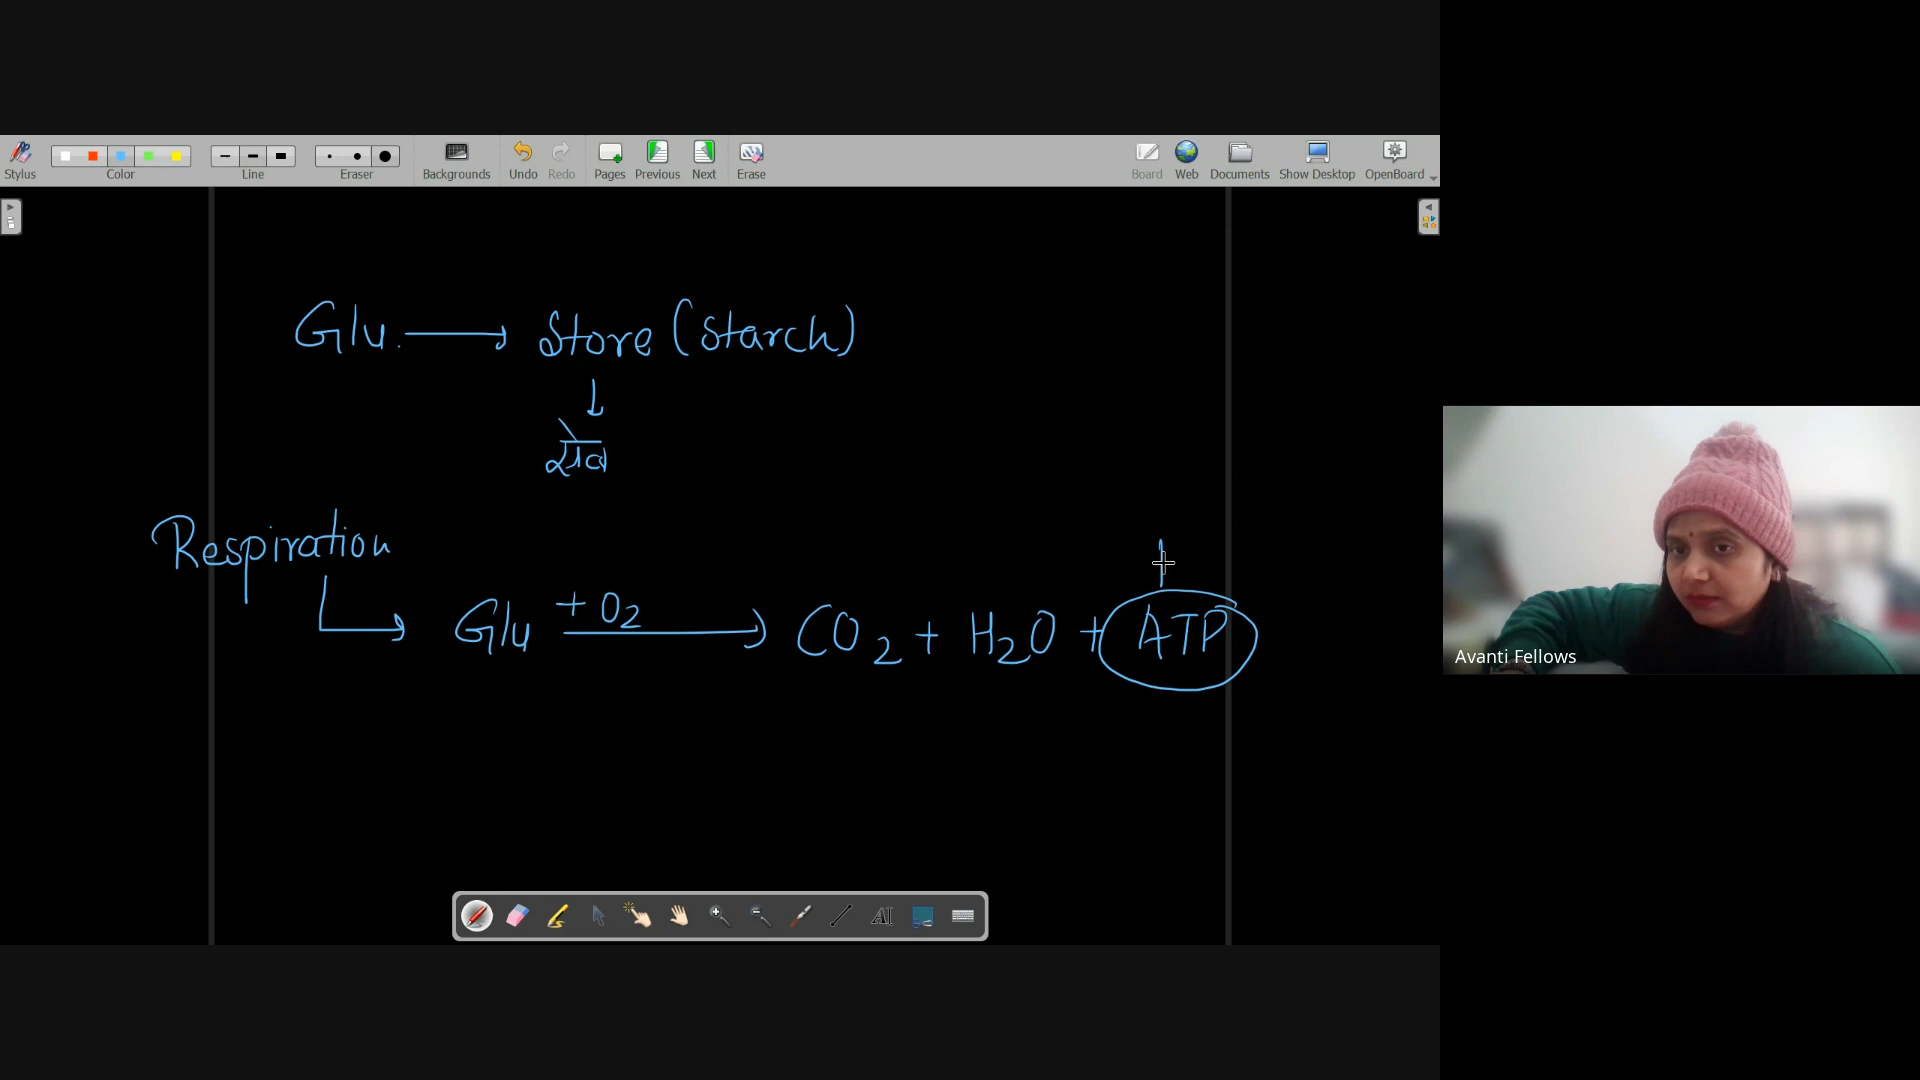 Stylus
Color
Line
Eraser
Backgrounds
Undo
Redo
Pages
Previous
Next
Erase
Board
Web
Documents
Show Desktop
OpenBoard
Glu. → Store (starch)
↓
Respiration
Glu + O2 → CO2 + H2O + ATP
Avanti Fellows